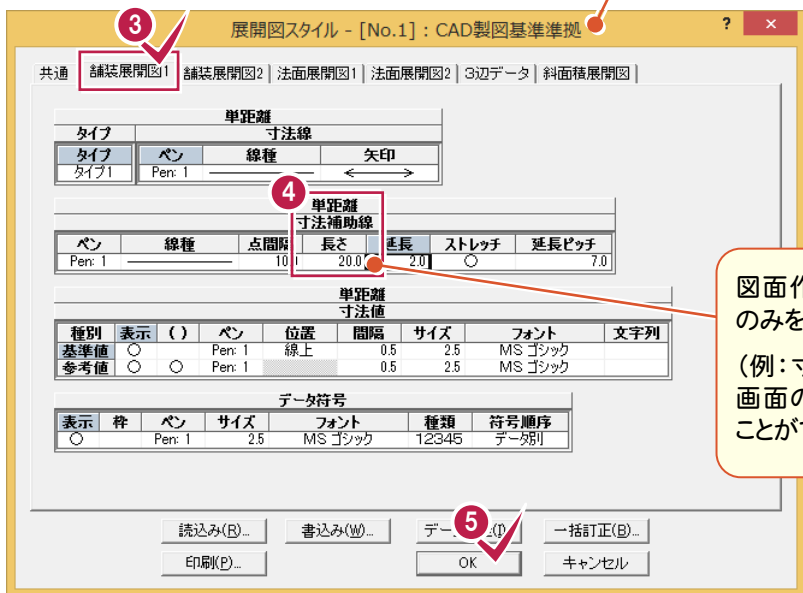 展開図スタイル - [No.1] : CAD製図基準準拠 ? ×
3
共通 舗装展開図1 舗装展開図2 法面展開図1 法面展開図2 3辺データ 斜面積展開図
単距離
タイプ 寸法線
タイプ ペン 線種 矢印
タイプ1 Pen: 1
4
単距離
寸法補助線
ペン 線種 点間隔 長さ 延長 ストレッチ 延長ピッチ
Pen: 1 20.0 2.0 ○ 7.0
単距離
寸法値
種別 表示 ( ) ペン 位置 間隔 サイズ フォント 文字列
基準値 ○ Pen: 1 線上 0.5 2.5 MS ゴシック
参考値 ○ ○ Pen: 1 0.5 2.5 MS ゴシック
データ符号
表示 枠 ペン サイズ フォント 種類 符号順序
○ Pen: 1 2.5 MS ゴシック 12345 データ別
図面作
のみを
(例:寸
画面の
ことがで
読込み(R)... 書込み(W)... 一括訂正(B)...
5
印刷(P)... OK キャンセル